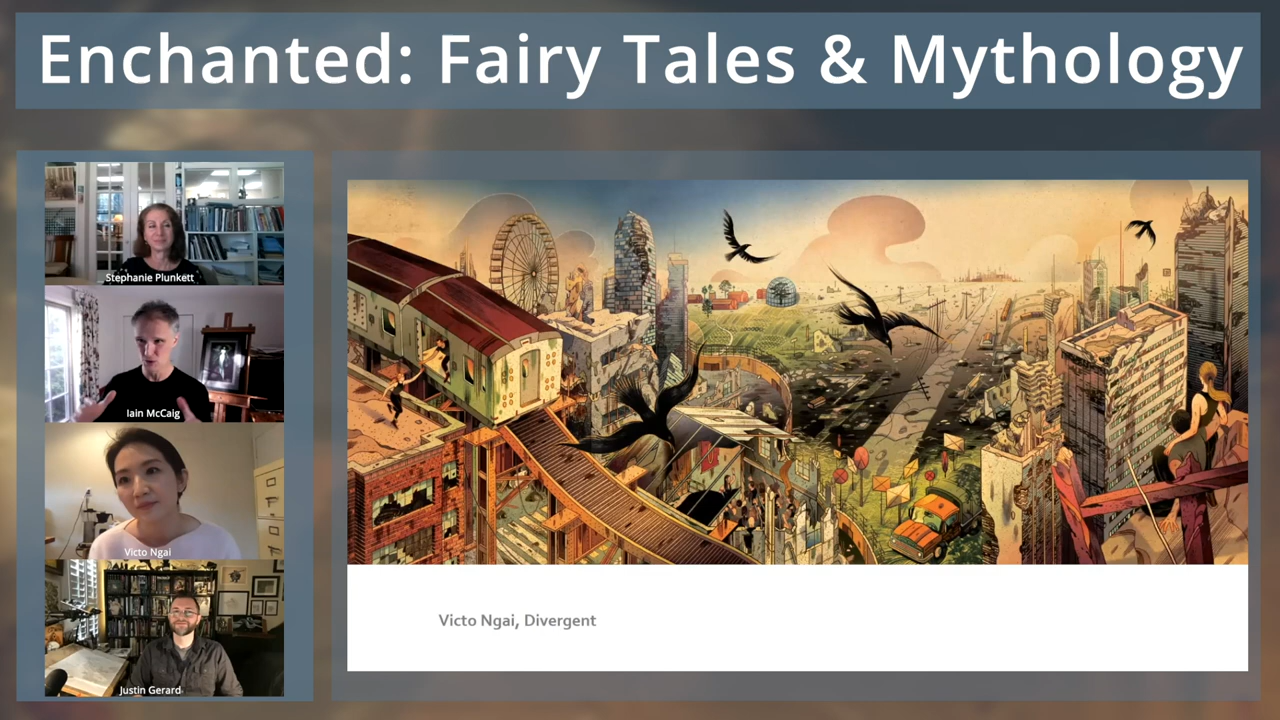 Enchanted: Fairy Tales & Mythology
Stephanie Plunkett
Iain McCaig
Victo Ngai
Justin Gerard
Victo Ngai, Divergent